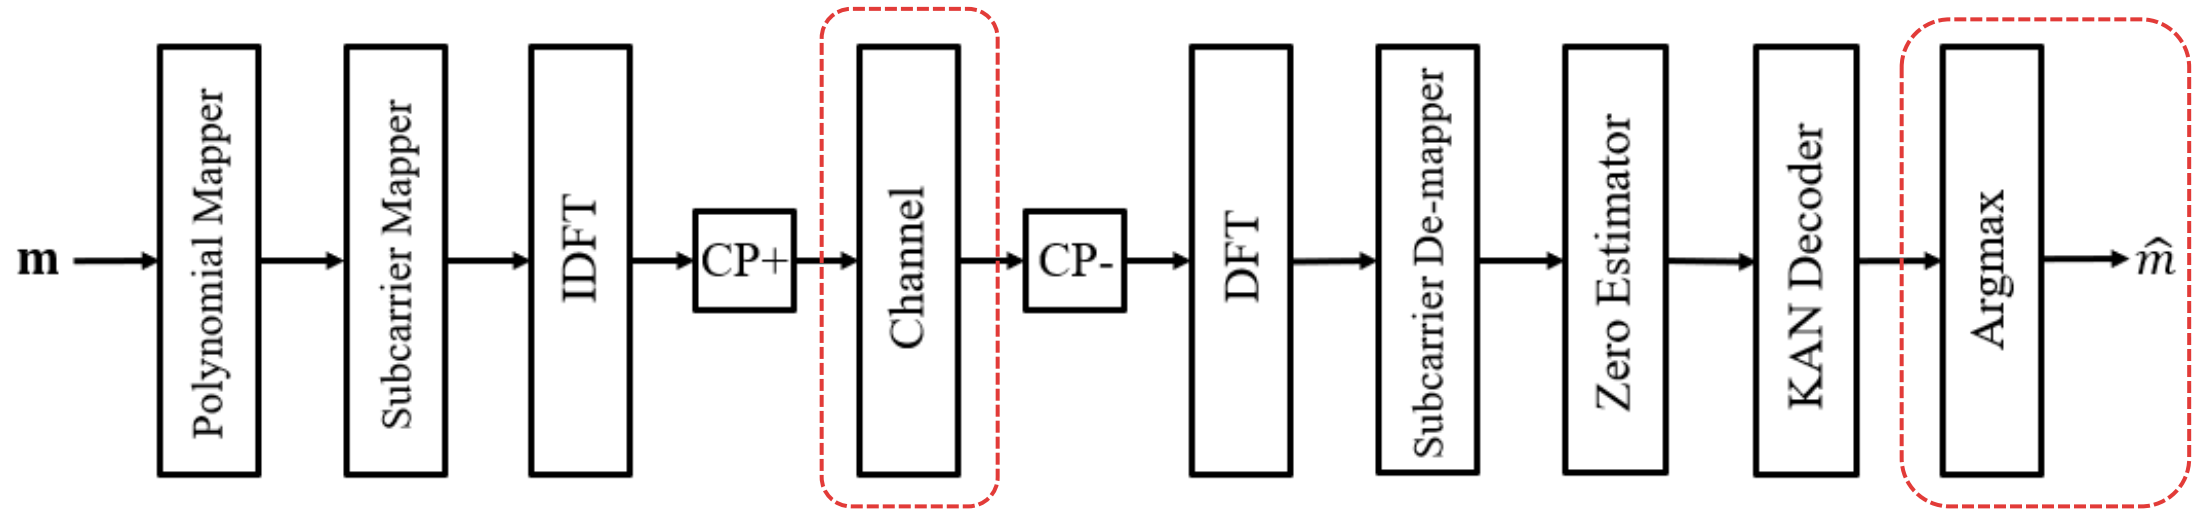 m
Polynomial Mapper
Subcarrier Mapper
IDFT
CP+
Channel
CP-
DFT
Subcarrier De-mapper
Zero Estimator
KAN Decoder
Argmax
m̂